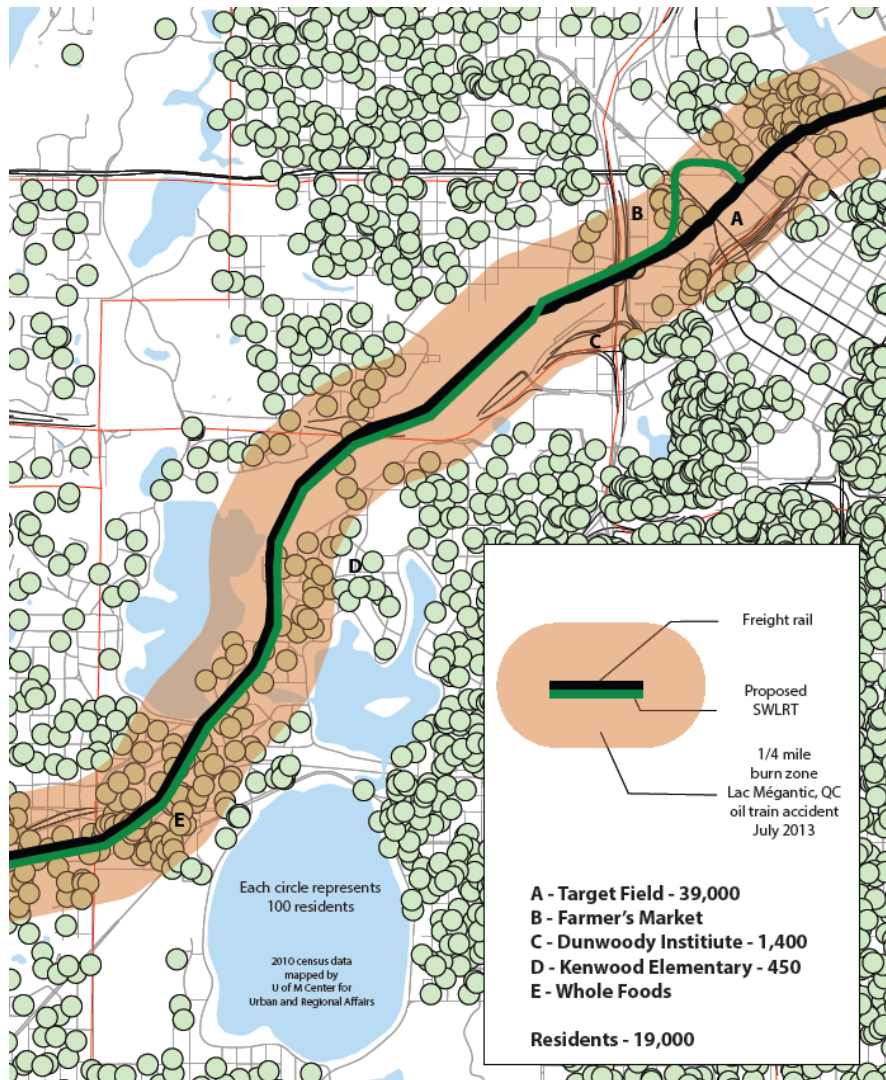 B
A
C
D
E
Each circle represents
100 residents
2010 census data
mapped by
U of M Center for
Urban and Regional Affairs
Freight rail
Proposed
SWLRT
1/4 mile
burn zone
Lac Mégantic, QC
oil train accident
July 2013
A - Target Field - 39,000
B - Farmer's Market
C - Dunwoody Institiute - 1,400
D - Kenwood Elementary - 450
E - Whole Foods
Residents - 19,000